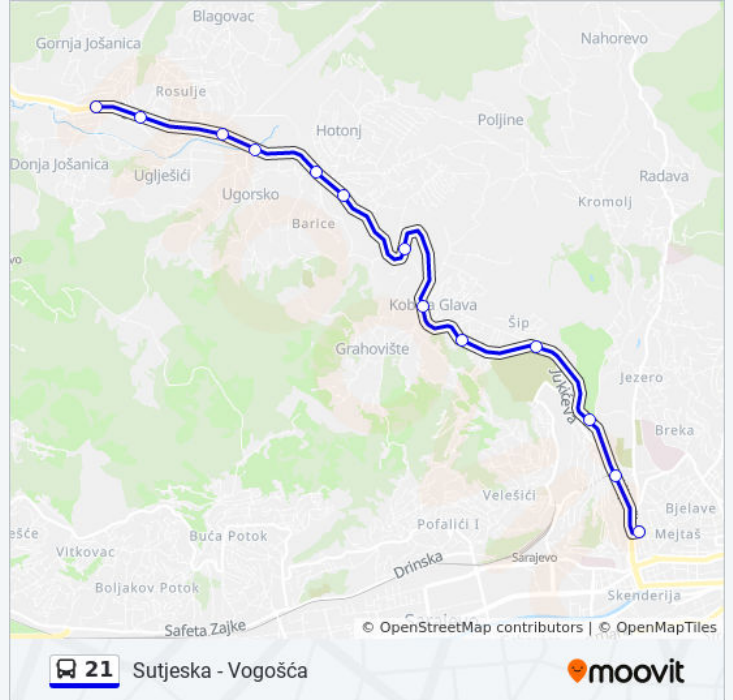 Blagovac
Gornja Jošanica
Nahorevo
Rosulje
Poljine
Hotonj
Donja Jošanica
Uglješići
Radava
Ugorsko
Kromolj
Barice
vo
Kobilja Glava
Šip
Grahovište
Jezero
Jukićeva
Breka
Velešići
Bjelave
Pofalići I
ešće
Buća Potok
Mejtaš
Vitkovac
Sarajevo
Drinska
Boljakov Potok
Skenderija
Safeta Zajke
© OpenStreetMap contributors | © OpenMapTiles
21 Sutjeska - Vogošća
moovit